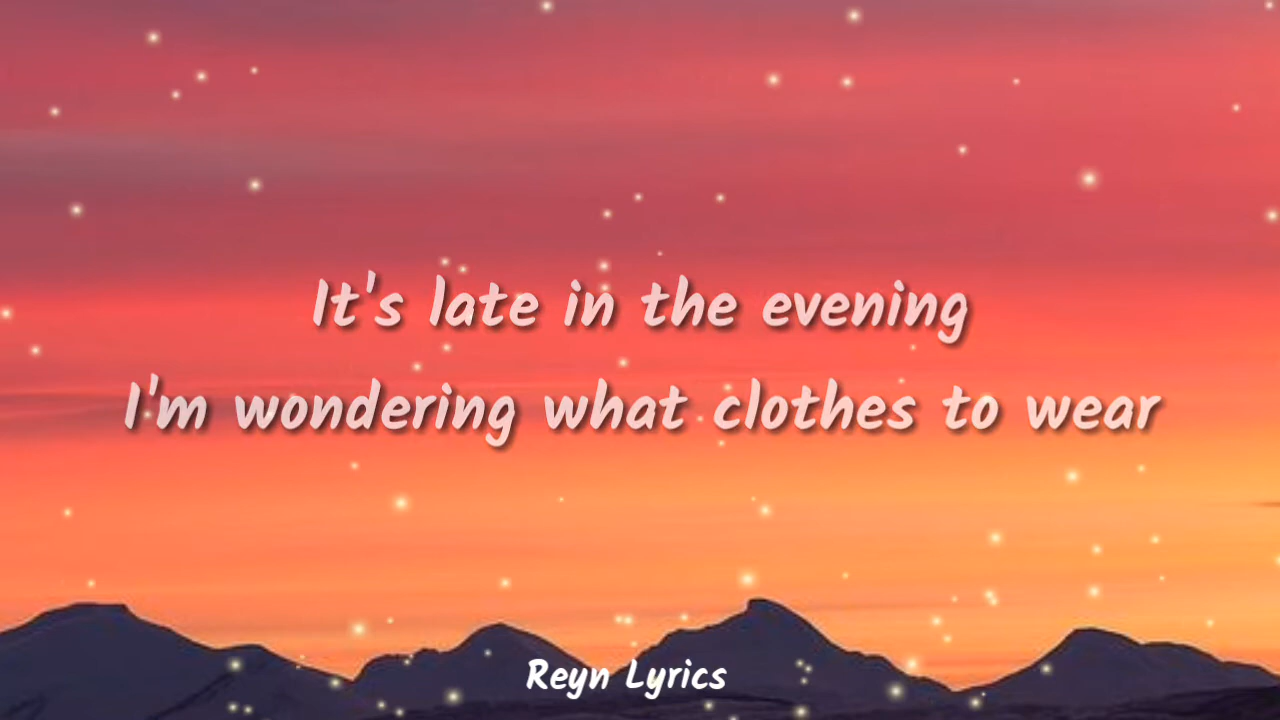 It's late in the evening
I'm wondering what clothes to wear
Reyn Lyrics